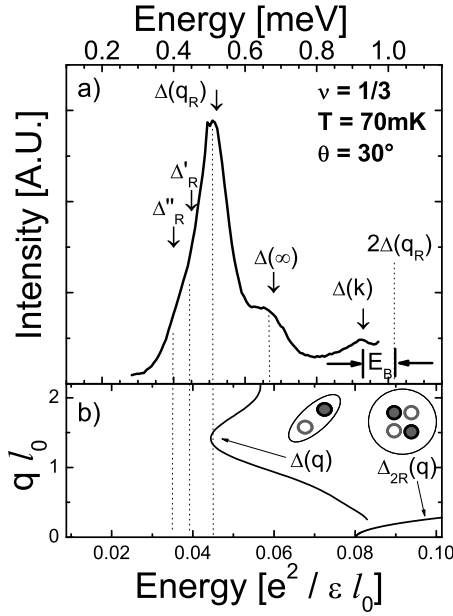 Energy [meV]
0.2 0.4 0.6 0.8 1.0
a)
Δ(q_R)
ν = 1/3
T = 70mK
θ = 30°
Δ'_R
Δ''_R
Δ(∞)
2Δ(q_R)
Δ(k)
E_B
Intensity [A.U.]
b)
2
1
0
q l_0
Δ(q)
Δ_2R(q)
0.02 0.04 0.06 0.08 0.10
Energy [e^2 / ε l_0]